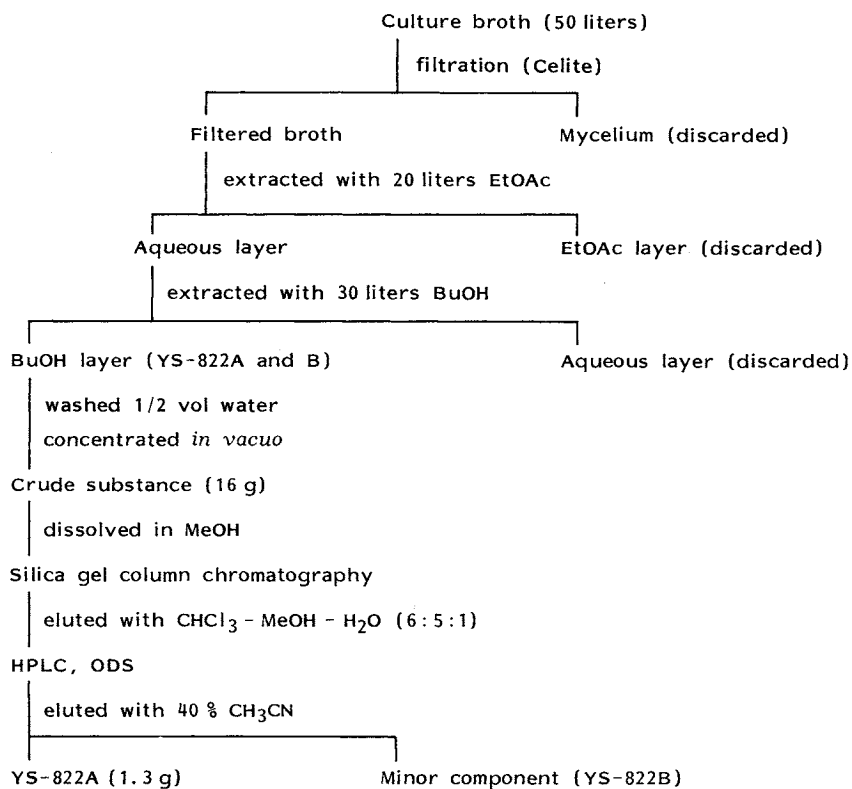 Culture broth (50 liters)
filtration (Celite)
Filtered broth
Mycelium (discarded)
extracted with 20 liters EtOAc
Aqueous layer
EtOAc layer (discarded)
extracted with 30 liters BuOH
BuOH layer (YS-822A and B)
Aqueous layer (discarded)
washed 1/2 vol water
concentrated in vacuo
Crude substance (16 g)
dissolved in MeOH
Silica gel column chromatography
eluted with CHCl3 - MeOH - H2O (6 : 5 : 1)
HPLC, ODS
eluted with 40 % CH3CN
YS-822A (1.3 g)
Minor component (YS-822B)